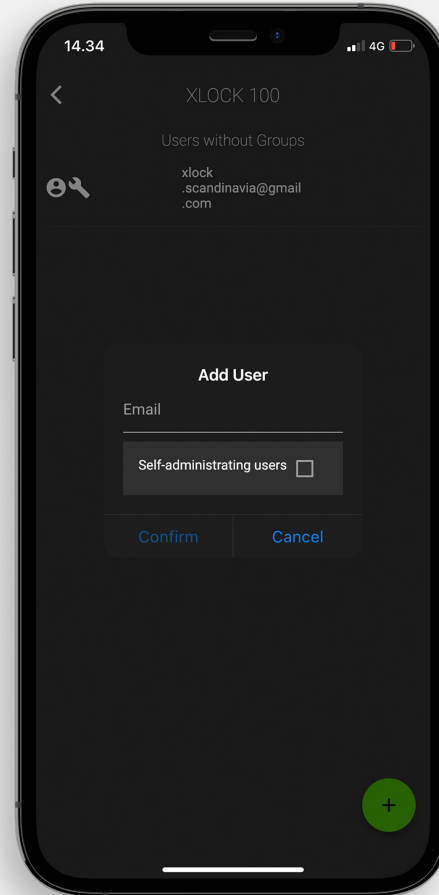 14.34
4G
XLOCK 100
Users without Groups
xlock
.scandinavia@gmail
.com
Add User
Email
Self-administrating users
Confirm
Cancel
+